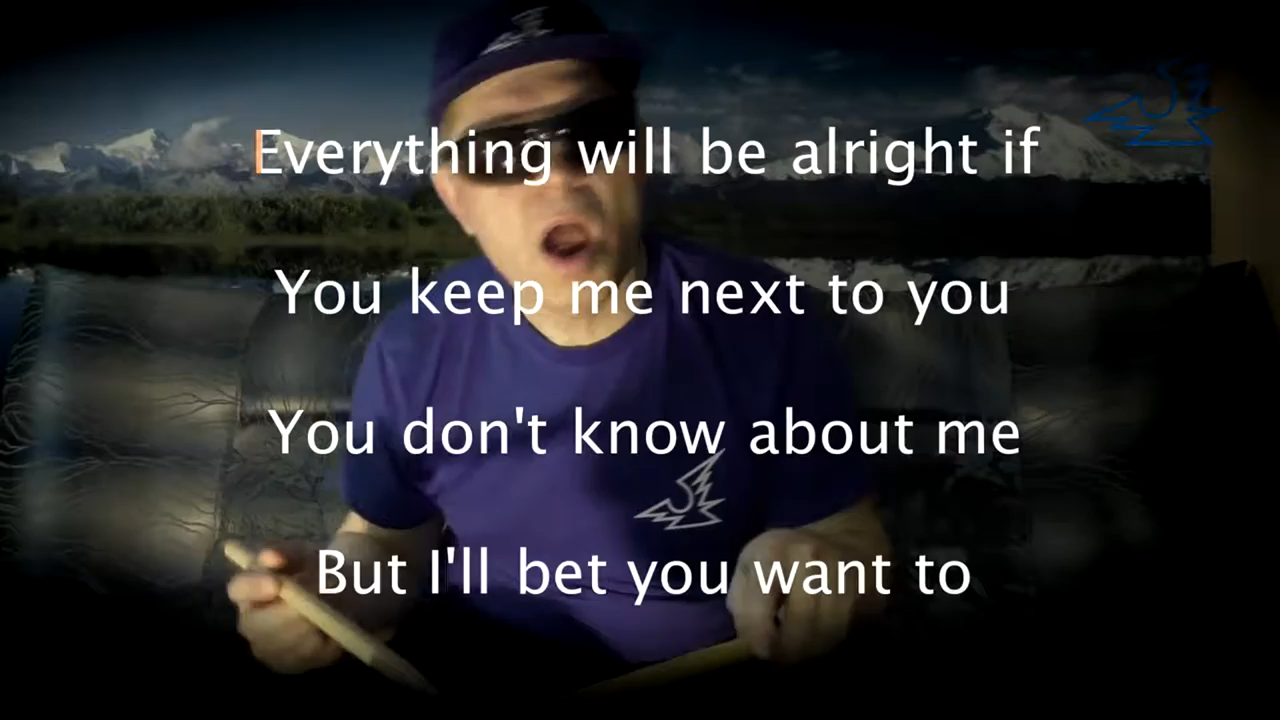 Everything will be alright if
You keep me next to you
You don't know about me
But I'll bet you want to